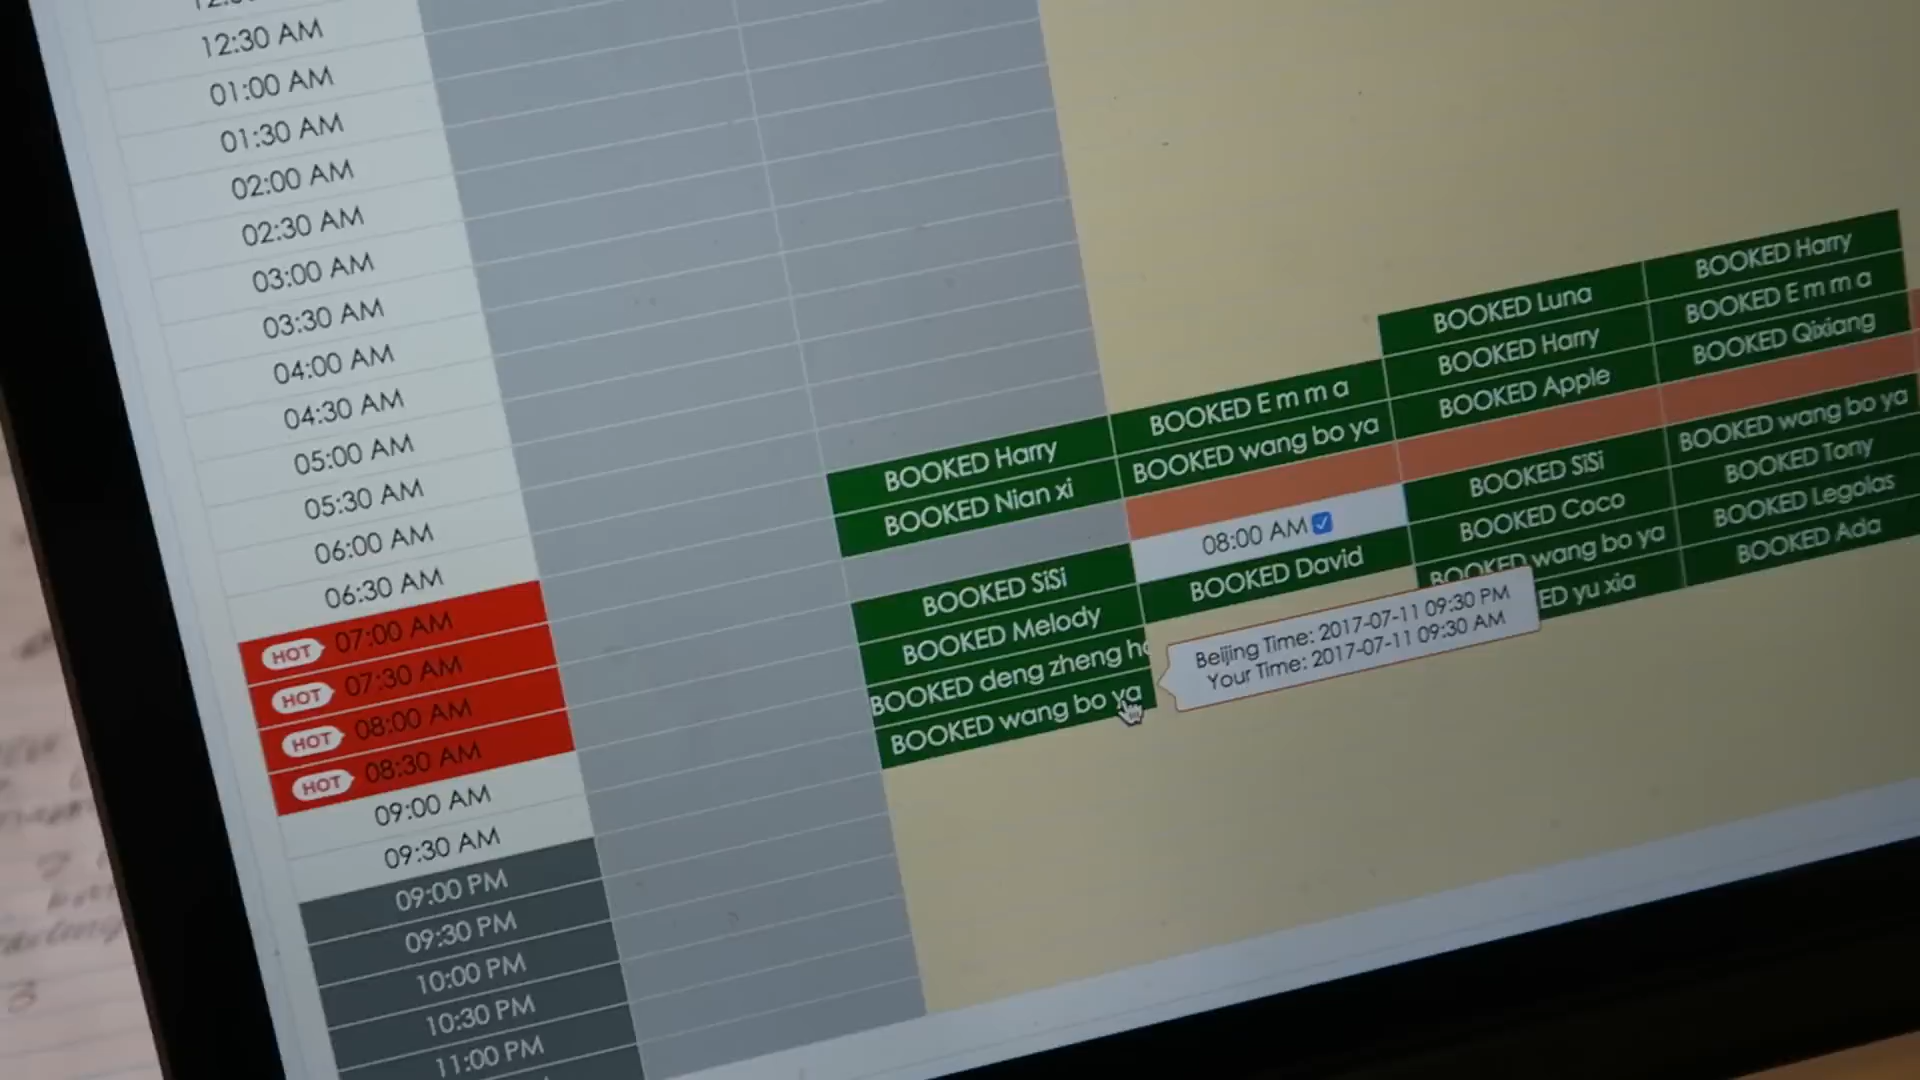 12:30 AM
01:00 AM
01:30 AM
02:00 AM
02:30 AM
03:00 AM
03:30 AM
04:00 AM
04:30 AM
05:00 AM
05:30 AM
06:00 AM
06:30 AM
HOT 07:00 AM
HOT 07:30 AM
HOT 08:00 AM
HOT 08:30 AM
09:00 AM
09:30 AM
09:00 PM
09:30 PM
10:00 PM
10:30 PM
11:00 PM
BOOKED Harry
BOOKED Nian xi
BOOKED SiSi
BOOKED Melody
BOOKED deng zheng
BOOKED wang bo ya
BOOKED E m m a
BOOKED wang bo ya
08:00 AM
BOOKED David
Beijing Time: 2017-07-11 09:30 PM
Your Time: 2017-07-11 09:30 AM
BOOKED Luna
BOOKED Harry
BOOKED Apple
BOOKED SiSi
BOOKED Coco
BOOKED wang bo ya
ED yu xia
BOOKED Harry
BOOKED E m m a
BOOKED Qixiang
BOOKED wang bo ya
BOOKED Tony
BOOKED Legolas
BOOKED Ada